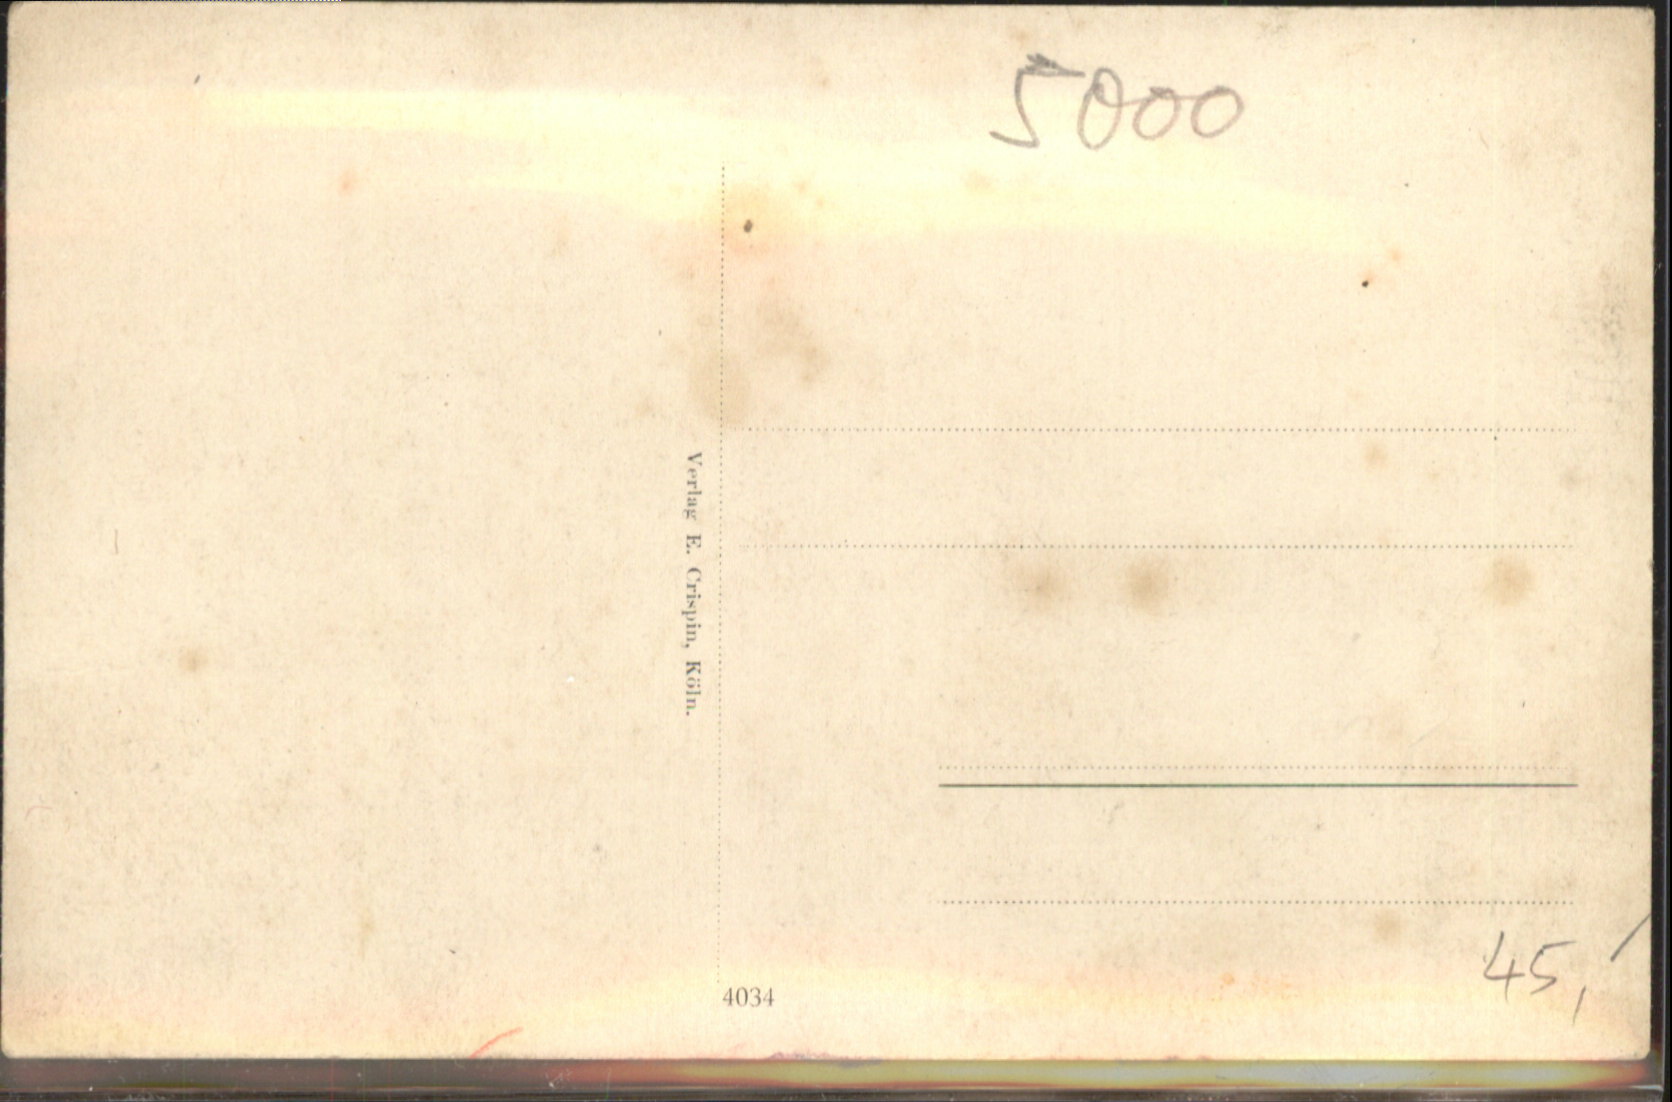 5000
Verlag E. Crispin, Köln.
4034
45,